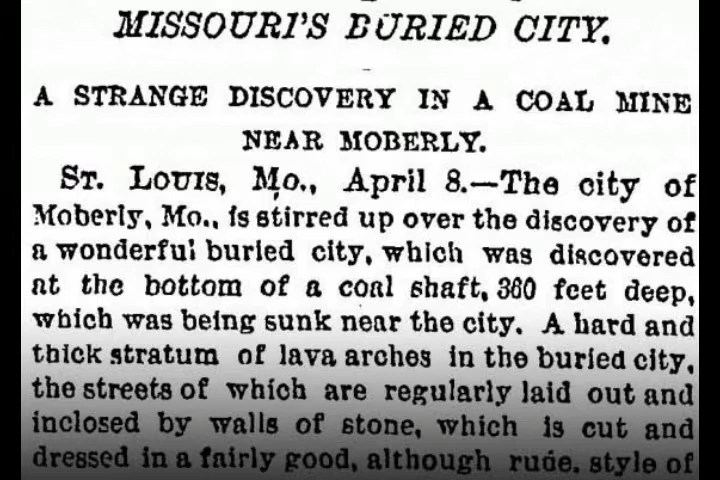 MISSOURI'S BURIED CITY.
A STRANGE DISCOVERY IN A COAL MINE
NEAR MOBERLY.
ST. LOUIS, Mo., April 8.—The city of
Moberly, Mo., is stirred up over the discovery of
a wonderful buried city, which was discovered
at the bottom of a coal shaft, 360 feet deep,
which was being sunk near the city. A hard and
thick stratum of lava arches in the buried city,
the streets of which are regularly laid out and
inclosed by walls of stone, which is cut and
dressed in a fairly good, although rude, style of